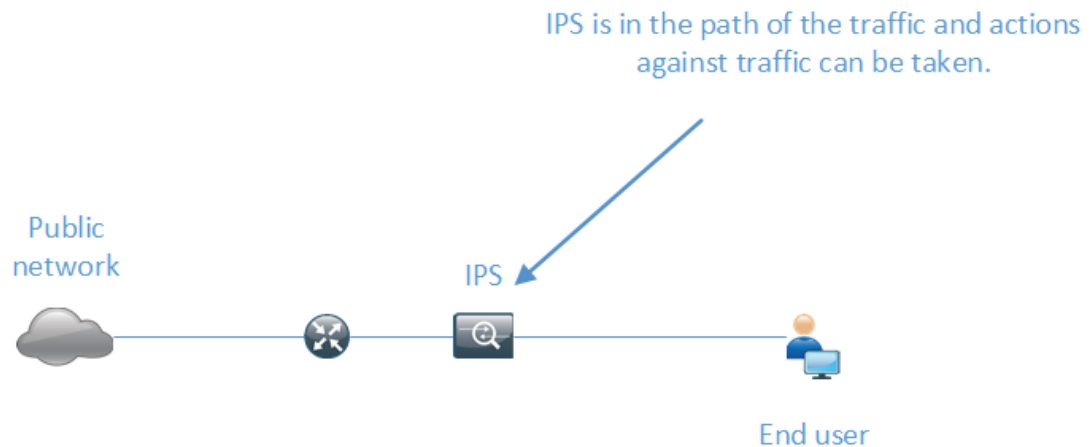 IPS is in the path of the traffic and actions
against traffic can be taken.
Public
network
IPS
End user